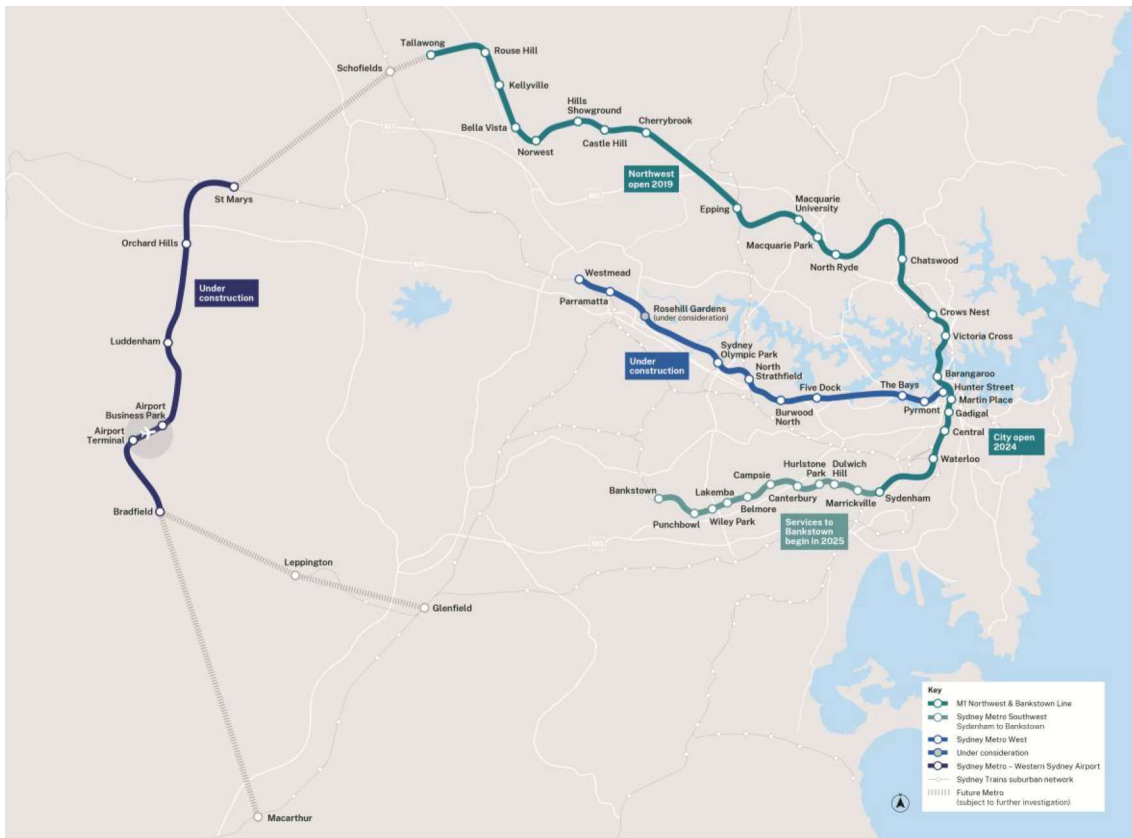 Tallawong
Rouse Hill
Schofields
Kellyville
Hills
Showground
Bella Vista
Cherrybrook
M7
Norwest
Castle Hill
Northwest
open 2019
St Marys
Epping
Macquarie
University
Orchard Hills
Macquarie Park
North Ryde
Chatswood
M4
Westmead
Under
construction
Parramatta
Rosehill Gardens
(under consideration)
Crows Nest
Victoria Cross
Luddenham
Sydney
Olympic Park
Under
construction
North
Strathfield
Barangaroo
Five Dock
The Bays
Hunter Street
Martin Place
Airport
Business Park
Burwood
North
Pyrmont
Gadigal
Airport
Terminal
Central
City open
2024
Waterloo
Hurlstone
Park
Dulwich
Hill
Campsie
Bankstown
Lakemba
Canterbury
Marrickville
Sydenham
Belmore
Wiley Park
Punchbowl
Bradfield
Services to
Bankstown
begin in 2025
M5
Leppington
Glenfield
Macarthur
Key
M1 Northwest & Bankstown Line
Sydney Metro Southwest
Sydenham to Bankstown
Sydney Metro West
Under consideration
Sydney Metro – Western Sydney Airport
Sydney Trains suburban network
Future Metro
(subject to further investigation)